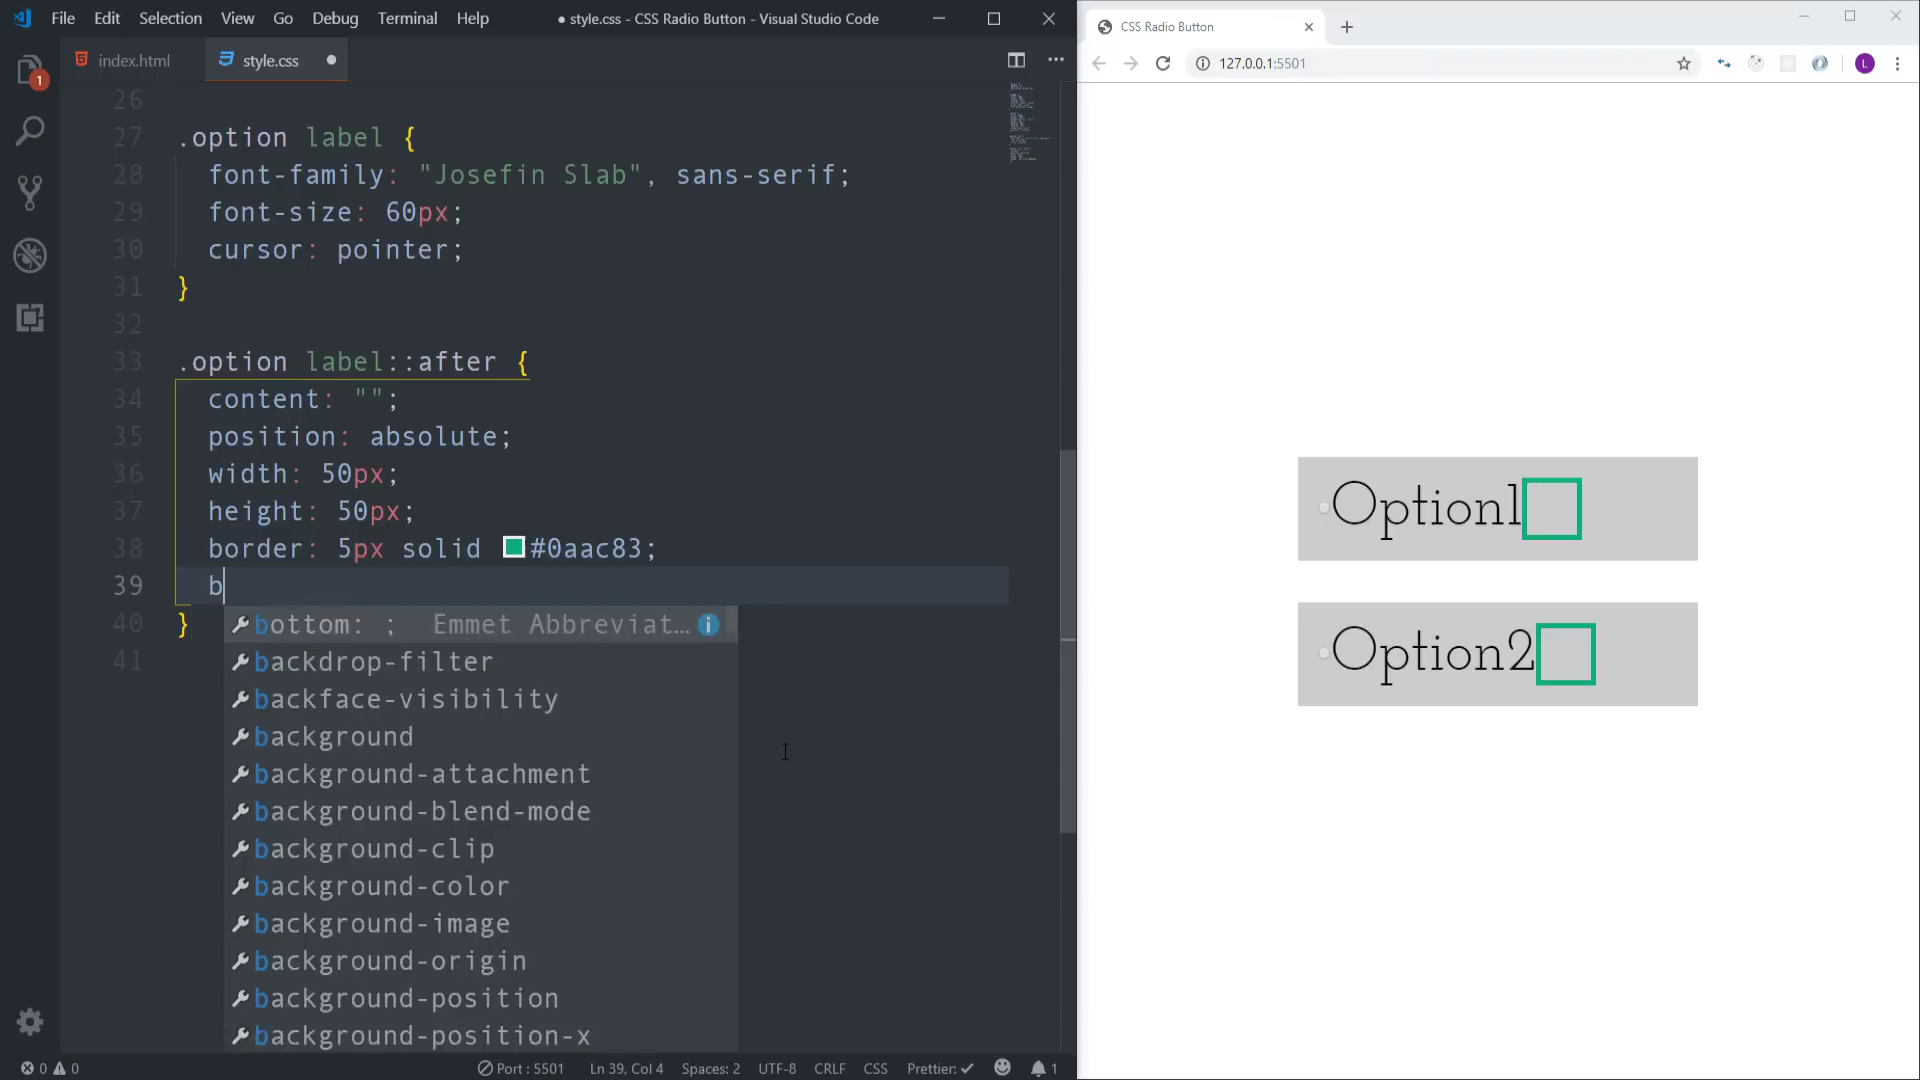 File Edit Selection View Go Debug Terminal Help
● style.css - CSS Radio Button - Visual Studio Code
index.html
style.css
1
26
27 .option label {
28 font-family: "Josefin Slab", sans-serif;
29 font-size: 60px;
30 cursor: pointer;
31 }
32
33 .option label::after {
34 content: "";
35 position: absolute;
36 width: 50px;
37 height: 50px;
38 border: 5px solid #0aac83;
39 b
40 }
41
bottom: ; Emmet Abbreviat…
backdrop-filter
backface-visibility
background
background-attachment
background-blend-mode
background-clip
background-color
background-image
background-origin
background-position
background-position-x
0 0 Port : 5501 Ln 39, Col 4 Spaces: 2 UTF-8 CRLF CSS Prettier: ✓ 1
CSS Radio Button
127.0.0.1:5501
L
Option1
Option2